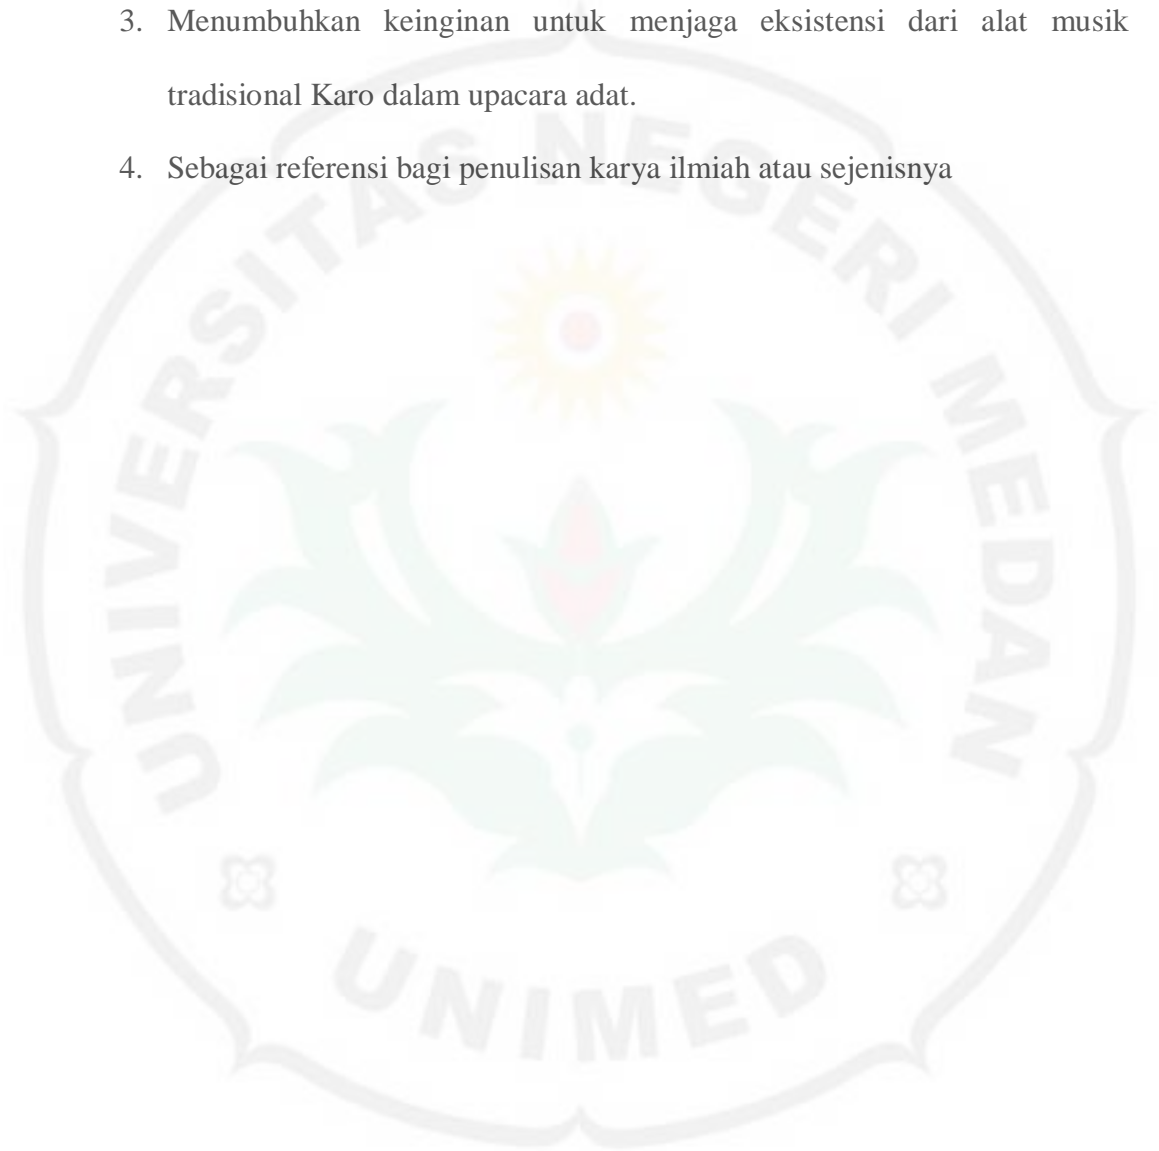 3. Menumbuhkan keinginan untuk menjaga eksistensi dari alat musik
tradisional Karo dalam upacara adat.
4. Sebagai referensi bagi penulisan karya ilmiah atau sejenisnya
UNIVERSITAS NEGERI MEDAN
UNIMED